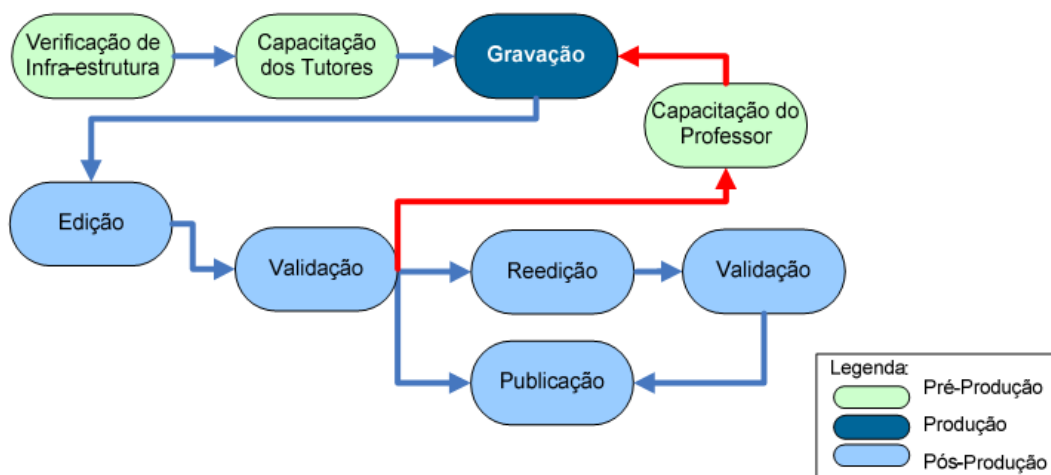 Verificação de
Infra-estrutura
Capacitação
dos Tutores
Gravação
Capacitação do
Professor
Edição
Validação
Reedição
Validação
Publicação
Legenda:
Pré-Produção
Produção
Pós-Produção